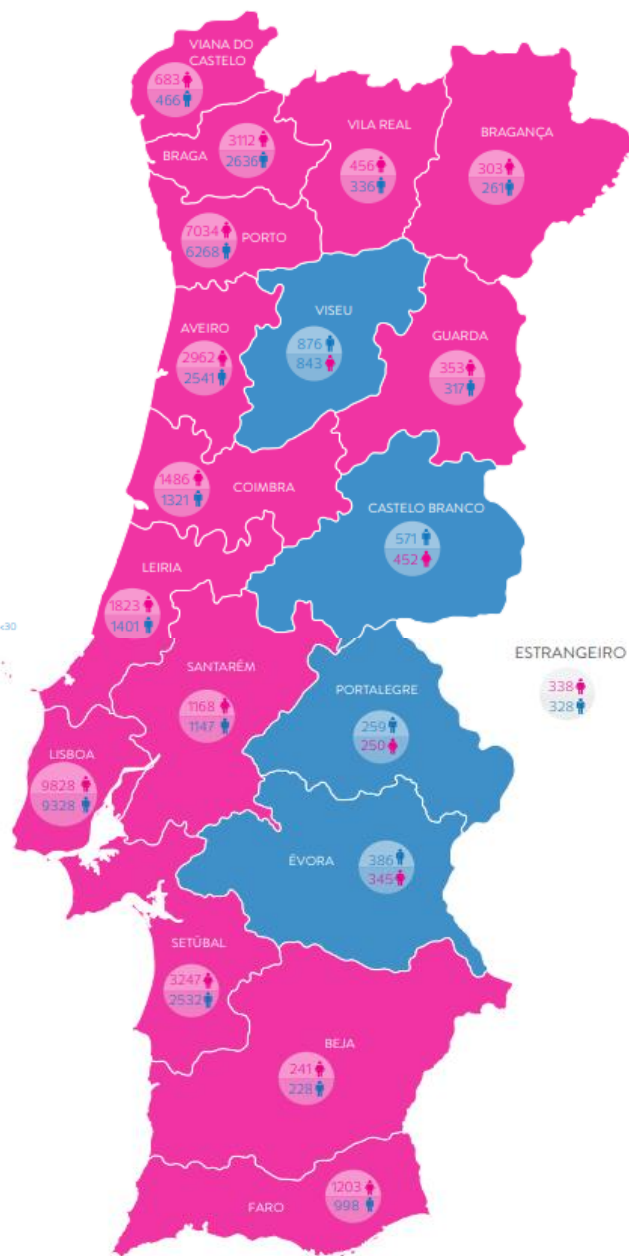 VIANA DO
CASTELO
683
466
BRAGA
3112
2636
VILA REAL
456
336
BRAGANÇA
303
261
7034
6268
PORTO
AVEIRO
2962
2541
VISEU
876
843
GUARDA
353
317
1486
1321
COIMBRA
CASTELO BRANCO
571
452
LEIRIA
1823
1401
<30
SANTARÉM
1168
1147
ESTRANGEIRO
338
328
PORTALEGRE
259
250
LISBOA
9828
9328
ÉVORA
386
345
SETÚBAL
3247
2532
BEJA
241
228
FARO
1203
998